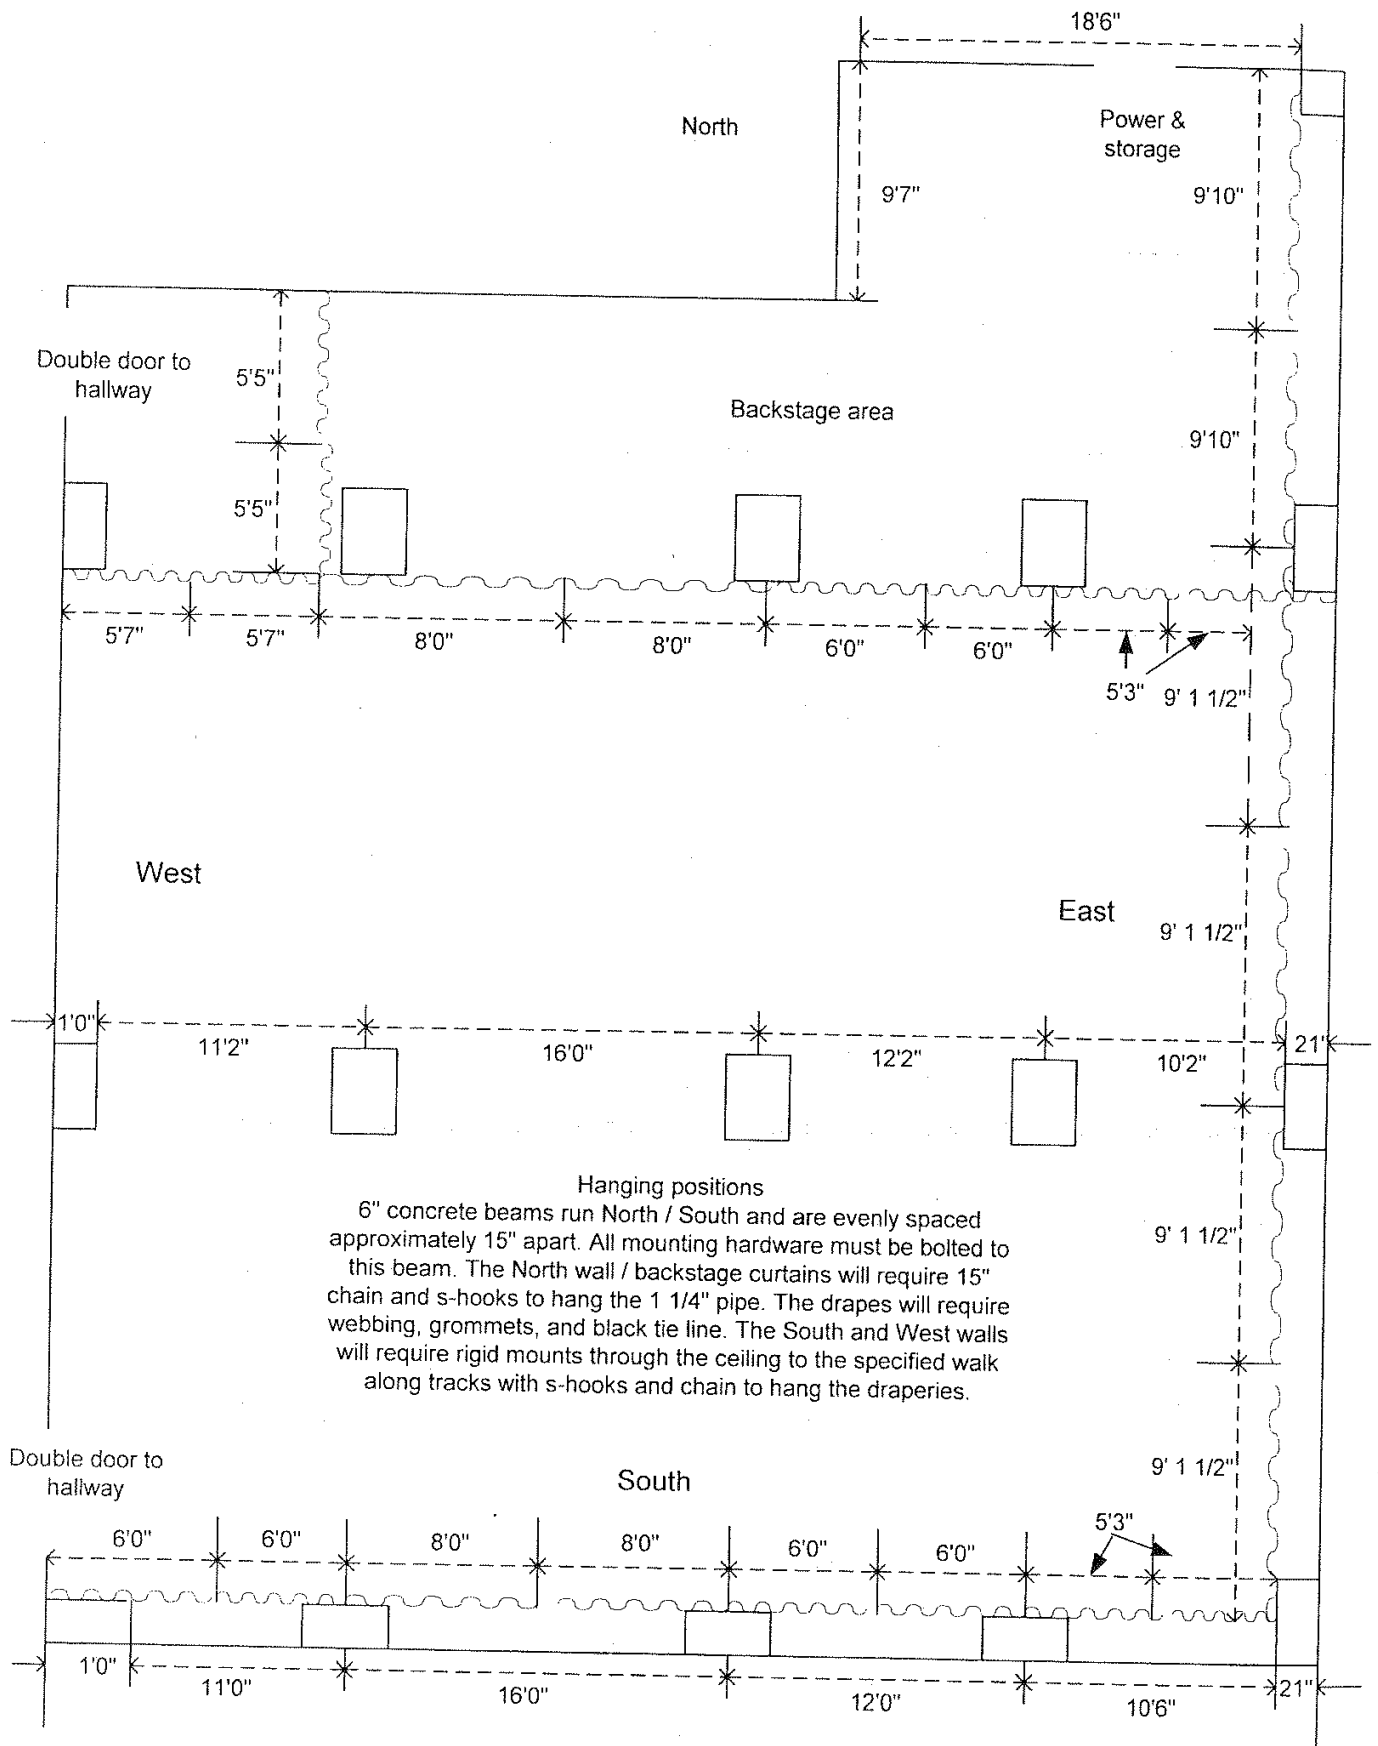 18'6"
North
Power &
storage
9'7"
9'10"
Double door to
hallway
5'5"
Backstage area
9'10"
5'5"
5'7"
5'7"
8'0"
8'0"
6'0"
6'0"
5'3"
9' 1 1/2"
West
East
9' 1 1/2"
1'0"
11'2"
16'0"
12'2"
10'2"
21"
Hanging positions
6" concrete beams run North / South and are evenly spaced
approximately 15" apart. All mounting hardware must be bolted to
this beam. The North wall / backstage curtains will require 15"
chain and s-hooks to hang the 1 1/4" pipe. The drapes will require
webbing, grommets, and black tie line. The South and West walls
will require rigid mounts through the ceiling to the specified walk
along tracks with s-hooks and chain to hang the draperies.
9' 1 1/2"
Double door to
hallway
South
9' 1 1/2"
6'0"
6'0"
8'0"
8'0"
6'0"
6'0"
5'3"
1'0"
11'0"
16'0"
12'0"
10'6"
21"